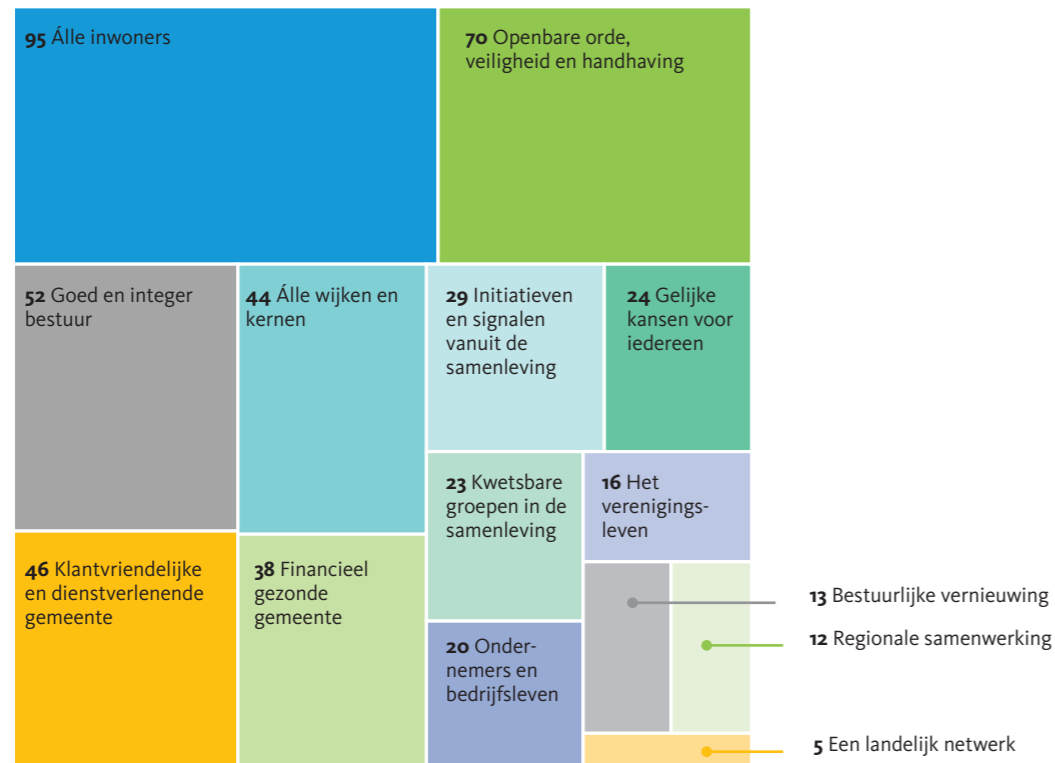 95 Álle inwoners
70 Openbare orde,
veiligheid en handhaving
52 Goed en integer
bestuur
44 Álle wijken en
kernen
29 Initiatieven
en signalen
vanuit de
samenleving
24 Gelijke
kansen voor
iedereen
23 Kwetsbare
groepen in de
samenleving
16 Het
verenigings-
leven
46 Klantvriendelijke
en dienstverlenende
gemeente
38 Financieel
gezonde
gemeente
20 Onder-
nemers en
bedrijfsleven
13 Bestuurlijke vernieuwing
12 Regionale samenwerking
5 Een landelijk netwerk